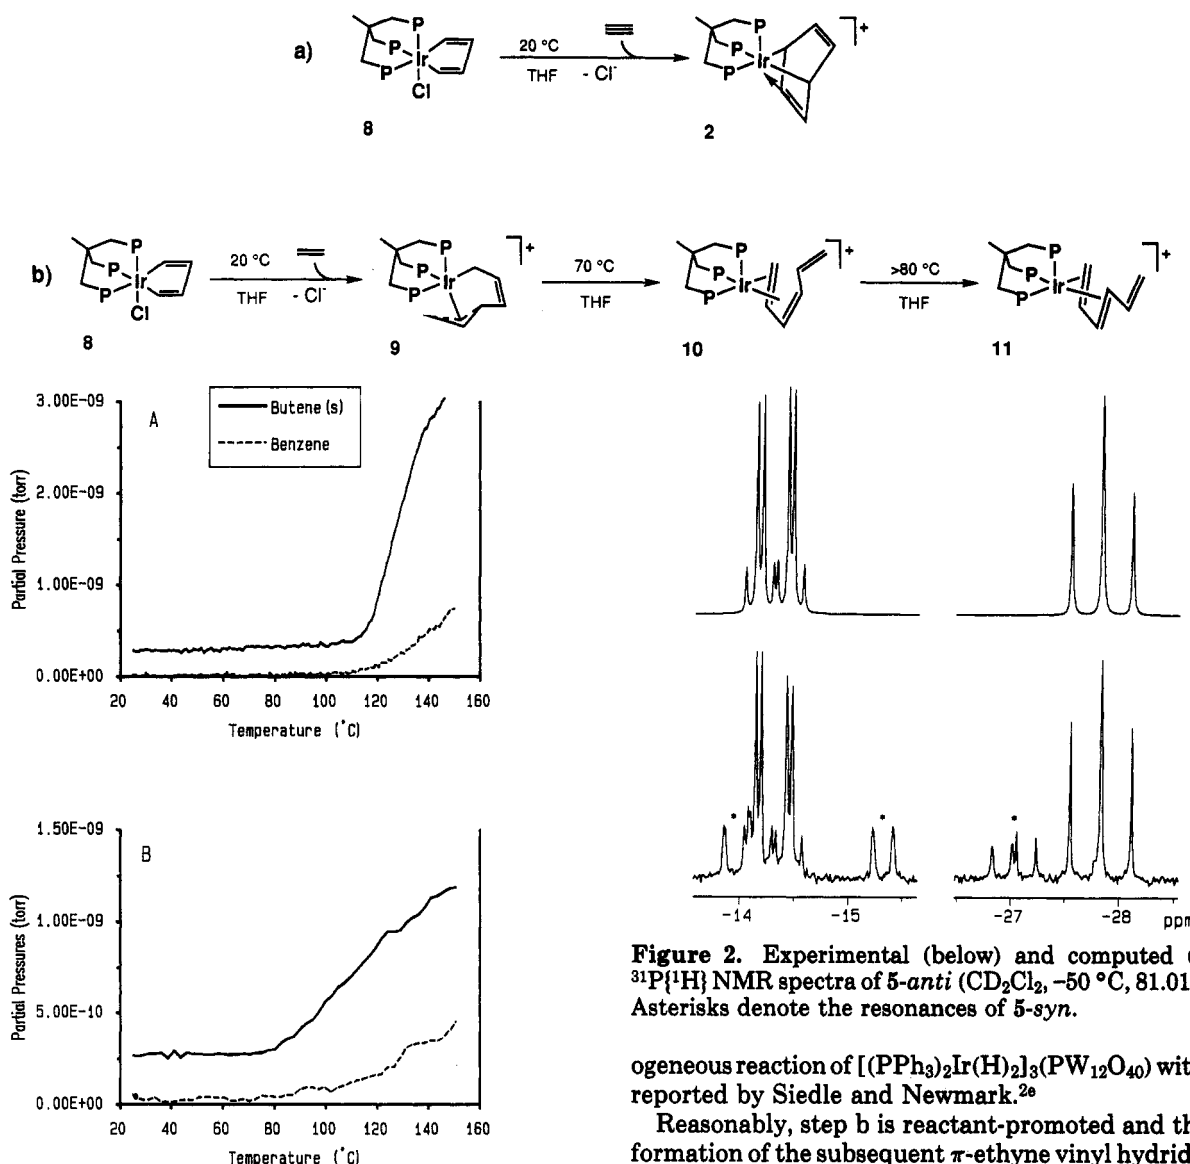 a)
P
P
Ir
P
Cl
8
20 °C
THF - Cl⁻
P
P
Ir
P
]⁺
2
b)
P
P
Ir
P
Cl
8
20 °C
THF - Cl⁻
P
P
Ir
P
]⁺
9
70 °C
THF
P
P
Ir
P
]⁺
10
>80 °C
THF
P
P
Ir
P
]⁺
11
A
Butene(s)
Benzene
Partial Pressure (torr)
3.00E-09
2.00E-09
1.00E-09
0.00E+00
20 40 60 80 100 120 140 160
Temperature (°C)
B
Partial Pressures (torr)
1.50E-09
1.00E-09
5.00E-10
0.00E+00
20 40 60 80 100 120 140 160
Temperature (°C)
* * *
-14 -15 -27 -28 ppm
Figure 2. Experimental (below) and computed (
³¹P{¹H} NMR spectra of 5-anti (CD₂Cl₂, -50 °C, 81.01
Asterisks denote the resonances of 5-syn.
ogeneous reaction of [(PPh₃)₂Ir(H)₂]₃(PW₁₂O₄₀) wit
reported by Siedle and Newmark.²ᵉ
Reasonably, step b is reactant-promoted and th
formation of the subsequent π-ethyne vinyl hydrid